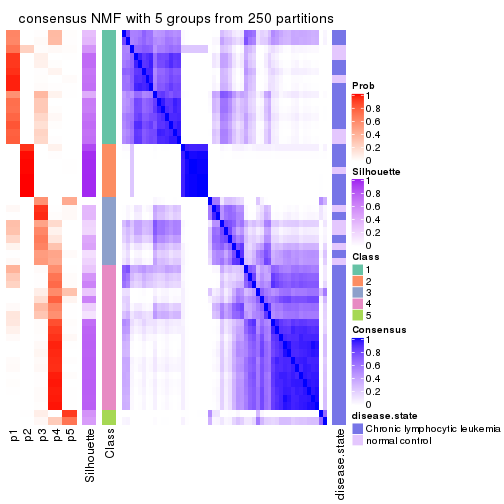 consensus NMF with 5 groups from 250 partitions
Prob
1
0.8
0.6
0.4
0.2
0
Silhouette
1
0.8
0.6
0.4
0.2
0
Class
1
2
3
4
5
Consensus
1
0.8
0.6
0.4
0.2
0
disease.state
Chronic lymphocytic leukemia
normal control
p1
p2
p3
p4
p5
Silhouette
Class
disease.state